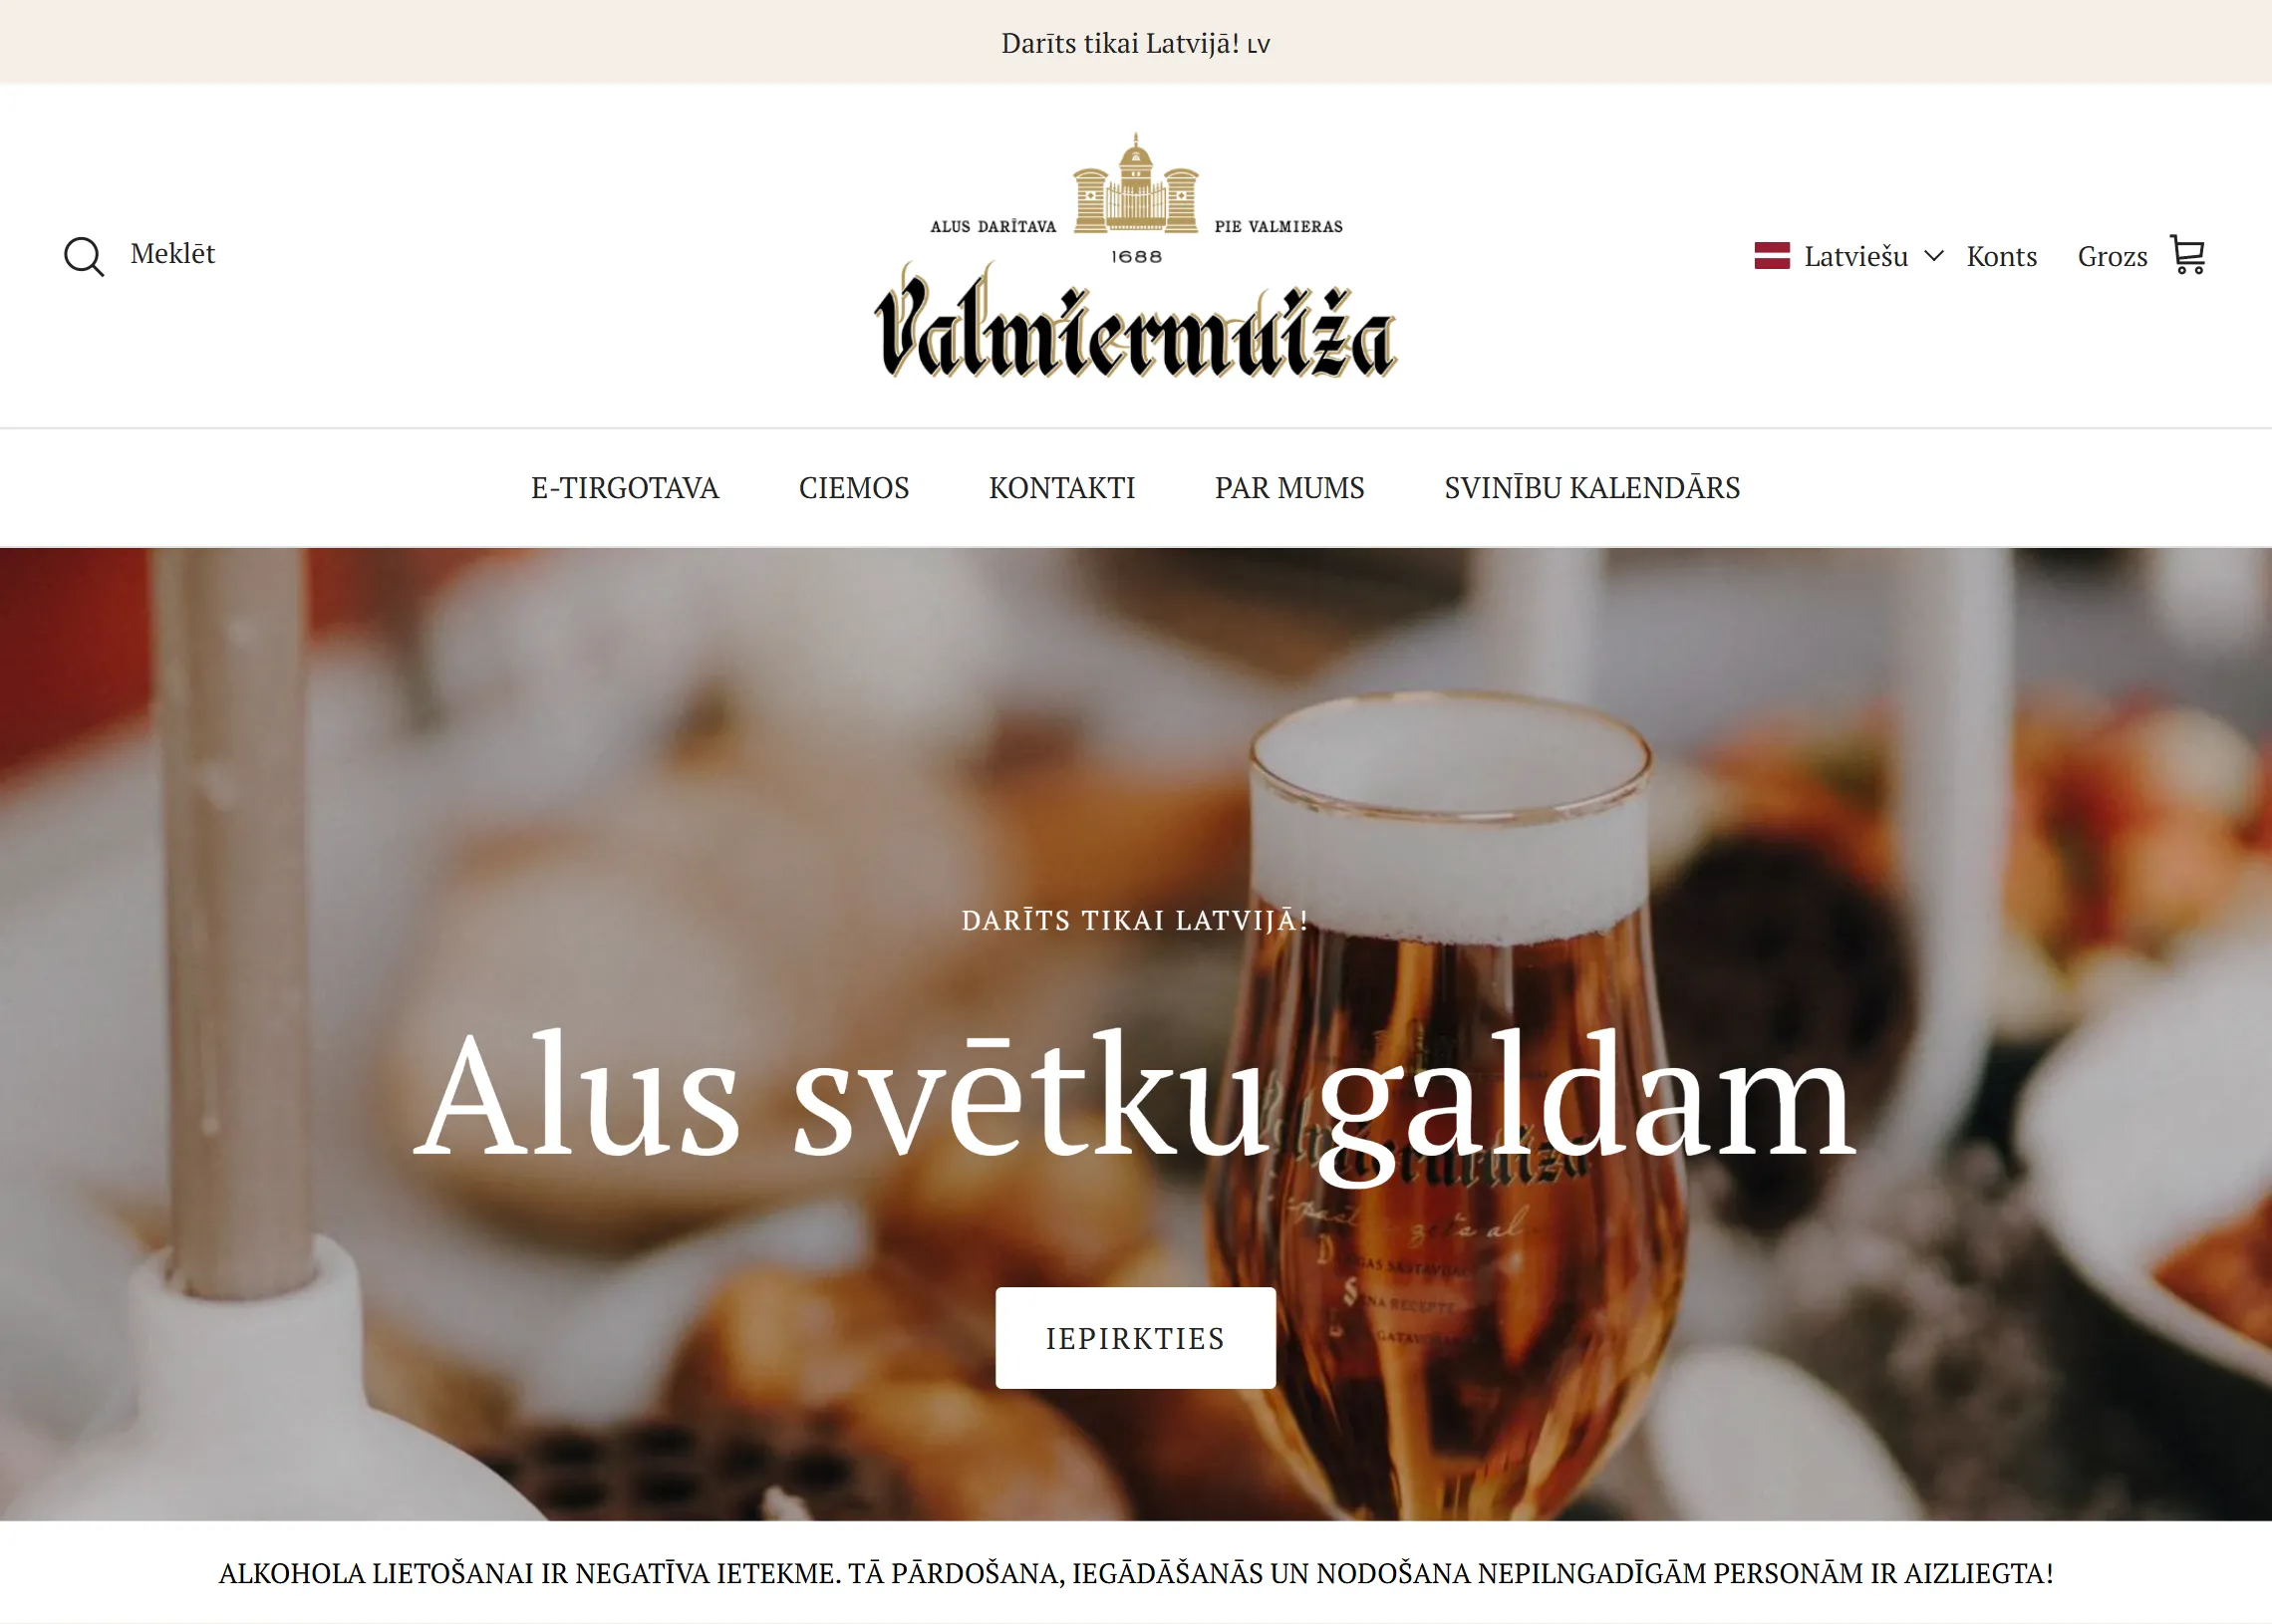 Darīts tikai Latvijā! LV
ALUS DARĪTAVA PIE VALMIERAS
1688
Valmiermuiža
Meklēt
Latviešu Konts Grozs
E-TIRGOTAVA CIEMOS KONTAKTI PAR MUMS SVINĪBU KALENDĀRS
DARĪTS TIKAI LATVIJĀ!
Alus svētku galdam
Valmiermuiža
RECEPTE
IEPIRKTIES
ALKOHOLA LIETOŠANAI IR NEGATĪVA IETEKME. TĀ PĀRDOŠANA, IEGĀDĀŠANĀS UN NODOŠANA NEPILNGADĪGĀM PERSONĀM IR AIZLIEGTA!